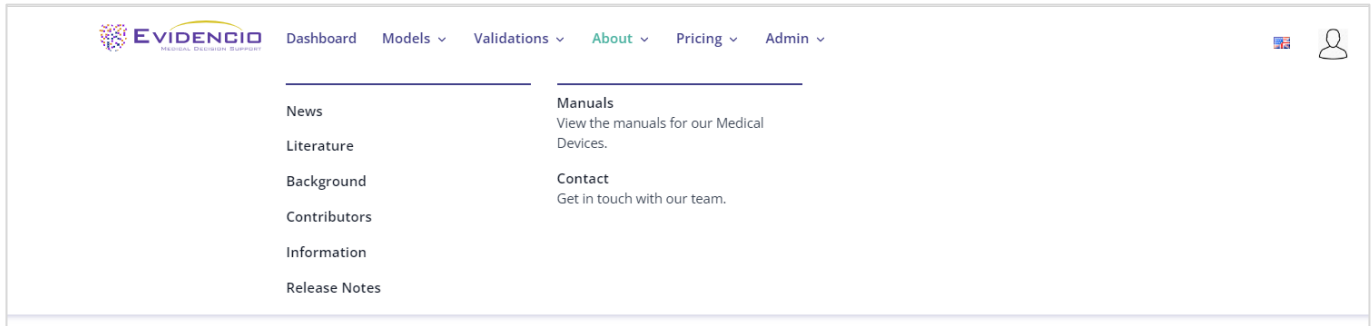 EVIDENCIO
MEDICAL DECISION SUPPORT
Dashboard Models Validations About Pricing Admin
News
Literature
Background
Contributors
Information
Release Notes
Manuals
View the manuals for our Medical
Devices.
Contact
Get in touch with our team.